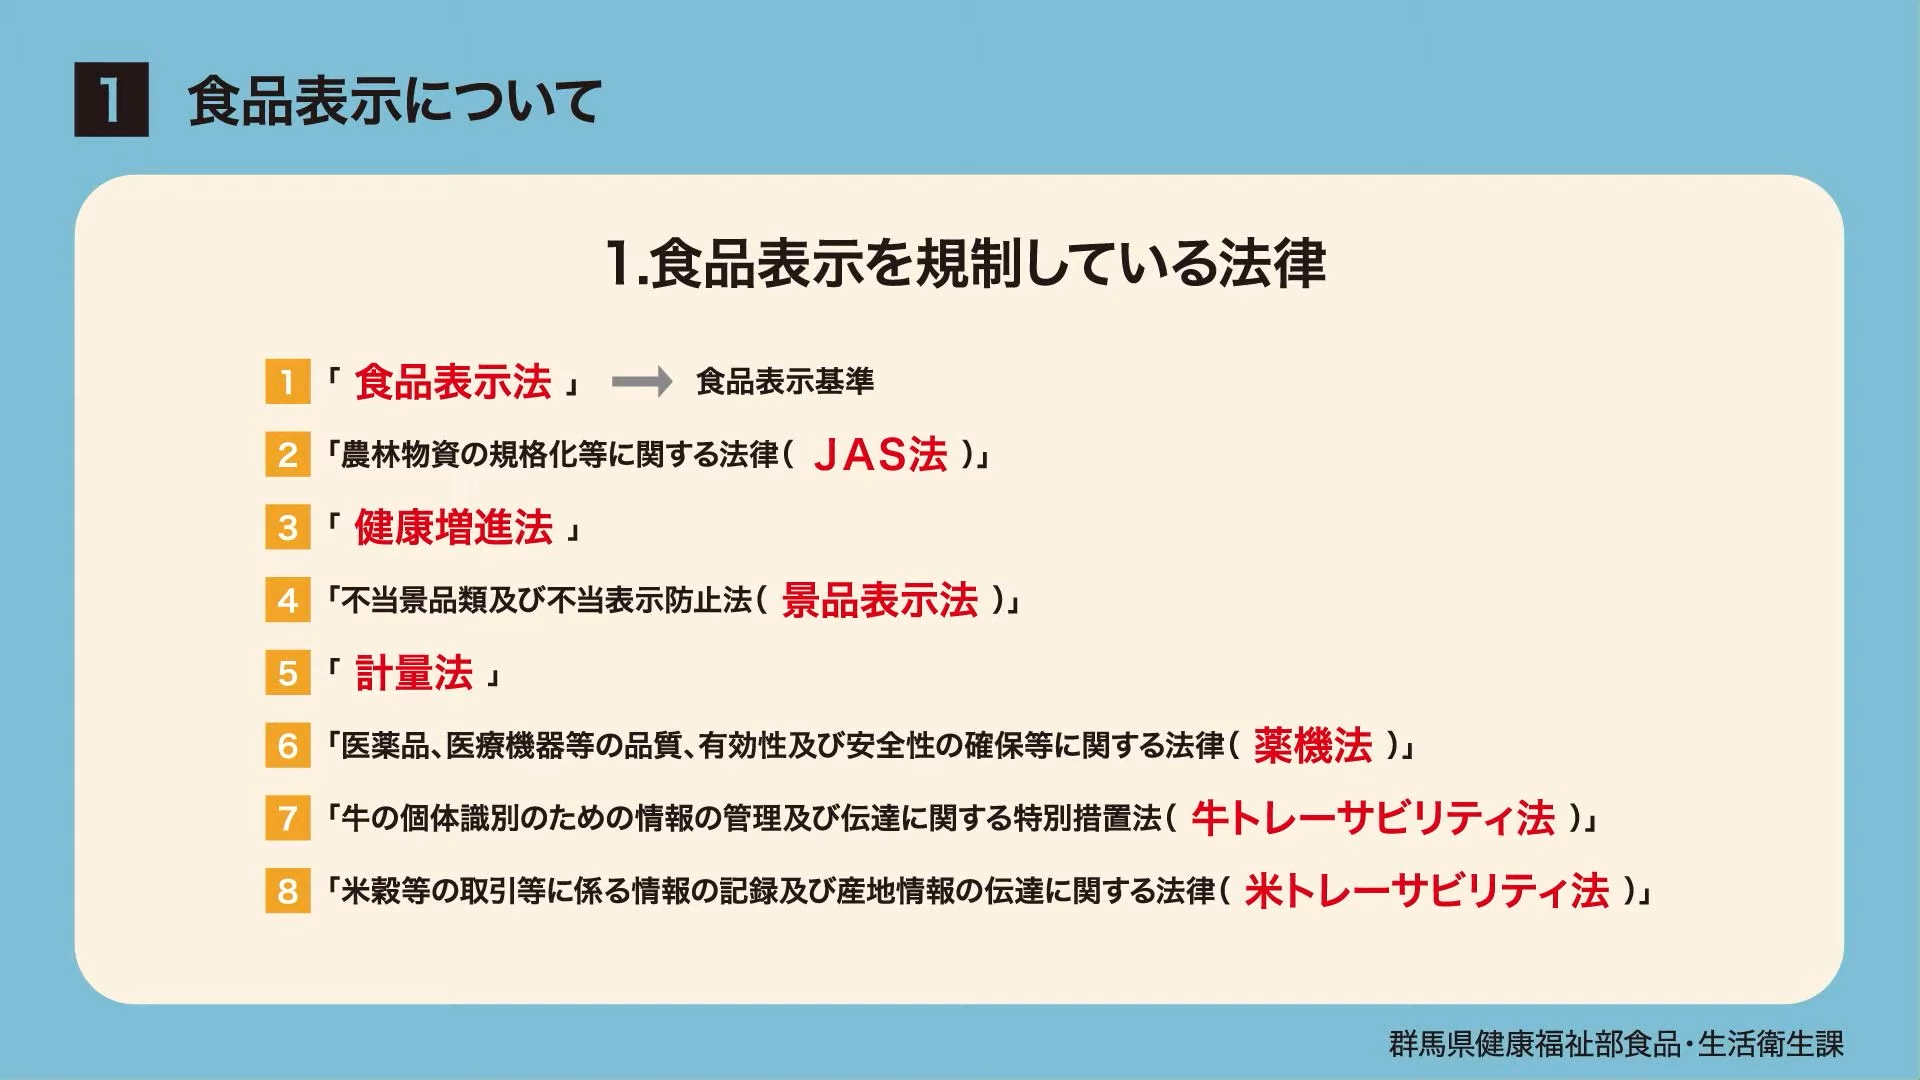 1 食品表示について
1.食品表示を規制している法律
1 「 食品表示法 」 → 食品表示基準
2 「農林物資の規格化等に関する法律( JAS法 )」
3 「 健康増進法 」
4 「不当景品類及び不当表示防止法( 景品表示法 )」
5 「 計量法 」
6 「医薬品、医療機器等の品質、有効性及び安全性の確保等に関する法律( 薬機法 )」
7 「牛の個体識別のための情報の管理及び伝達に関する特別措置法( 牛トレーサビリティ法 )」
8 「米穀等の取引等に係る情報の記録及び産地情報の伝達に関する法律( 米トレーサビリティ法 )」
群馬県健康福祉部食品・生活衛生課